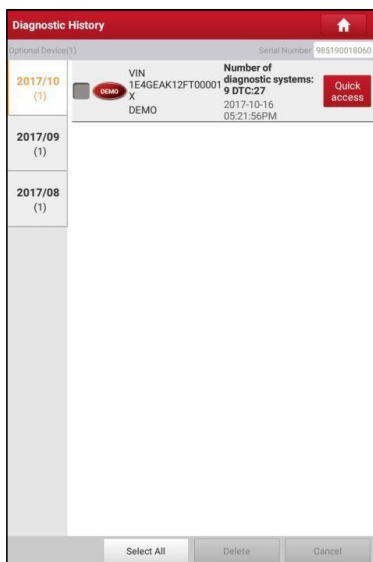 Diagnostic History
Optional Device(1) Serial Number 985190018060
2017/10
(1)
DEMO
VIN
1E4GEAK12FT00001
X
DEMO
Number of
diagnostic systems:
9 DTC:27
2017-10-16
05:21:56PM
Quick
access
2017/09
(1)
2017/08
(1)
Select All Delete Cancel